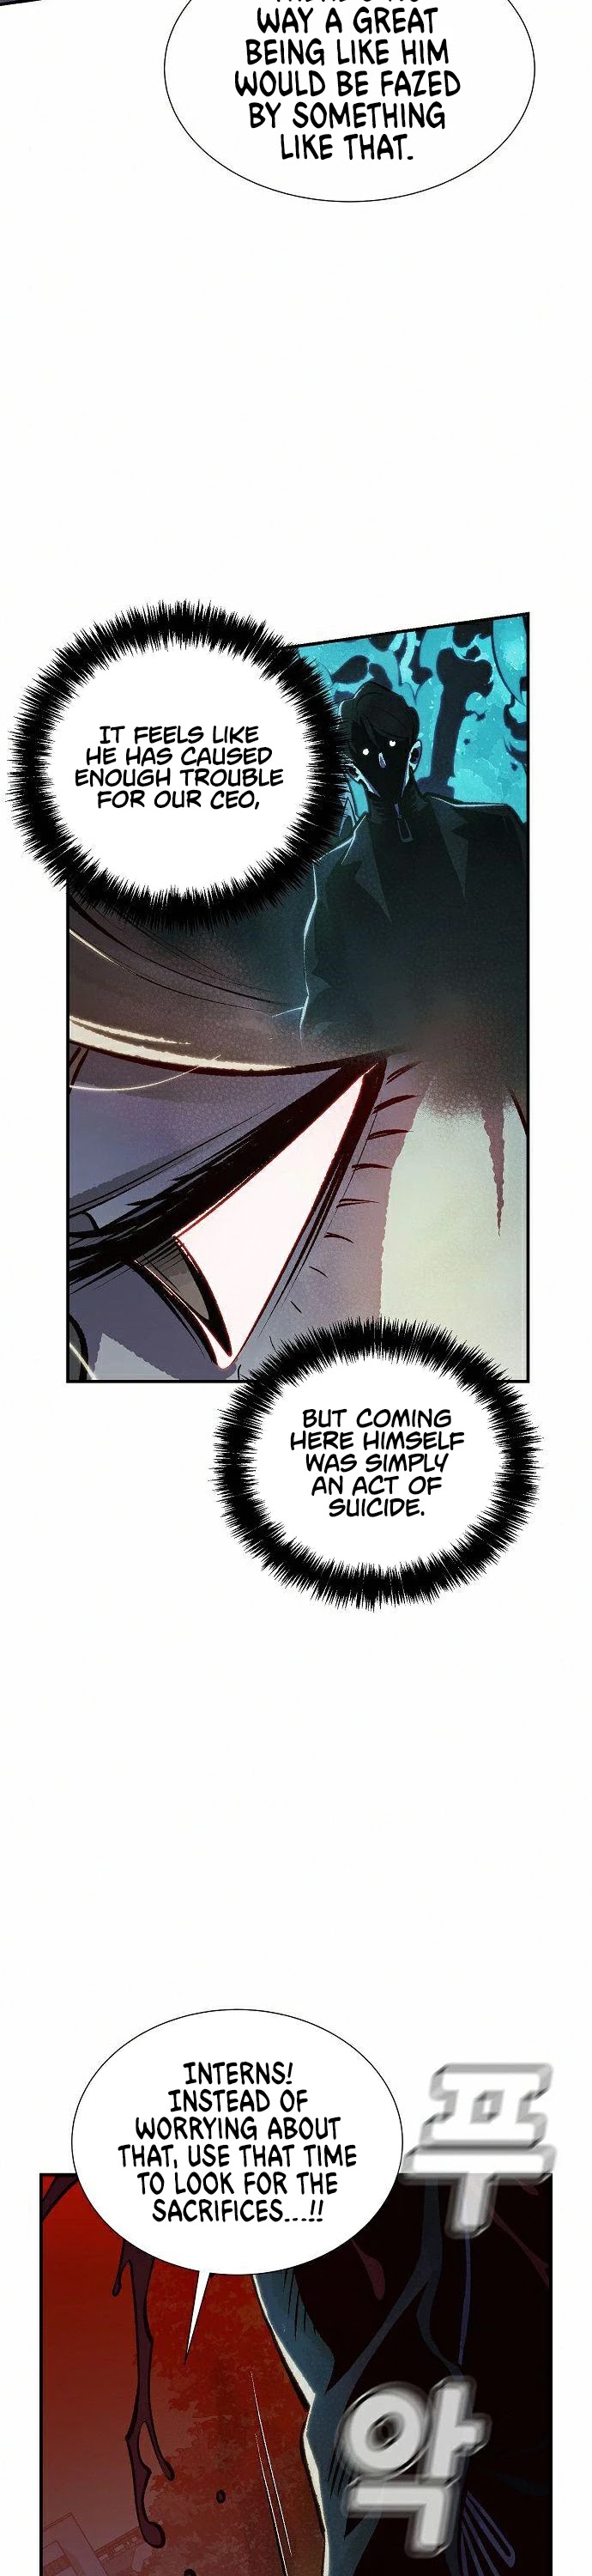 WAY A GREAT
BEING LIKE HIM
WOULD BE FAZED
BY SOMETHING
LIKE THAT.
IT FEELS LIKE
HE HAS CAUSED
ENOUGH TROUBLE
FOR OUR CEO,
BUT COMING
HERE HIMSELF
WAS SIMPLY
AN ACT OF
SUICIDE.
INTERNS!
INSTEAD OF
WORRYING ABOUT
THAT, USE THAT TIME
TO LOOK FOR THE
SACRIFICES...!!
푸
악